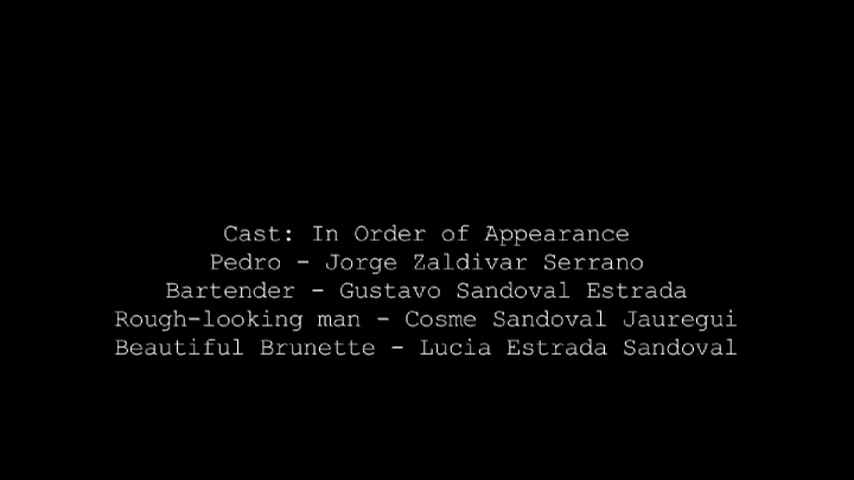 Cast: In Order of Appearance
Pedro - Jorge Zaldivar Serrano
Bartender - Gustavo Sandoval Estrada
Rough-looking man - Cosme Sandoval Jauregui
Beautiful Brunette - Lucia Estrada Sandoval